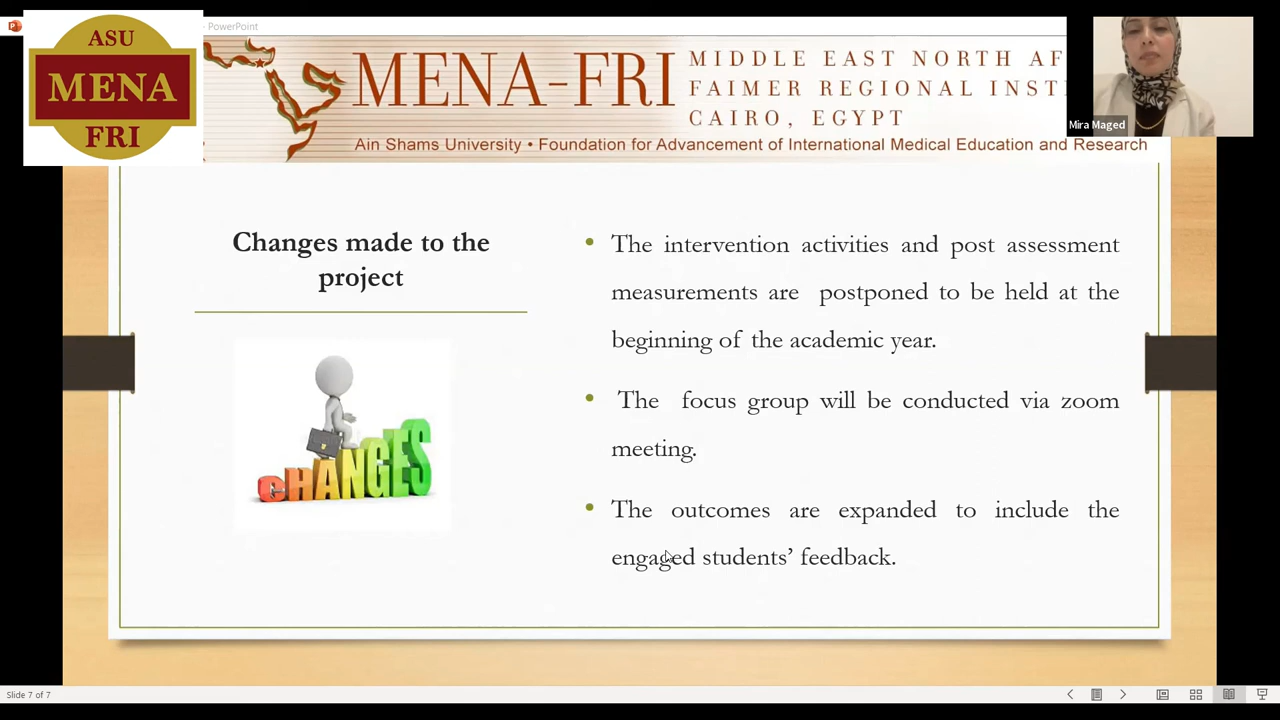 - PowerPoint
ASU
MENA
FRI
MENA-FRI
MIDDLE EAST NORTH AF
FAIMER REGIONAL INST
CAIRO, EGYPT
Ain Shams University • Foundation for Advancement of International Medical Education and Research
Mira Maged
Changes made to the
project
CHANGES
• The intervention activities and post assessment
measurements are postponed to be held at the
beginning of the academic year.
• The focus group will be conducted via zoom
meeting.
• The outcomes are expanded to include the
engaged students’ feedback.
Slide 7 of 7